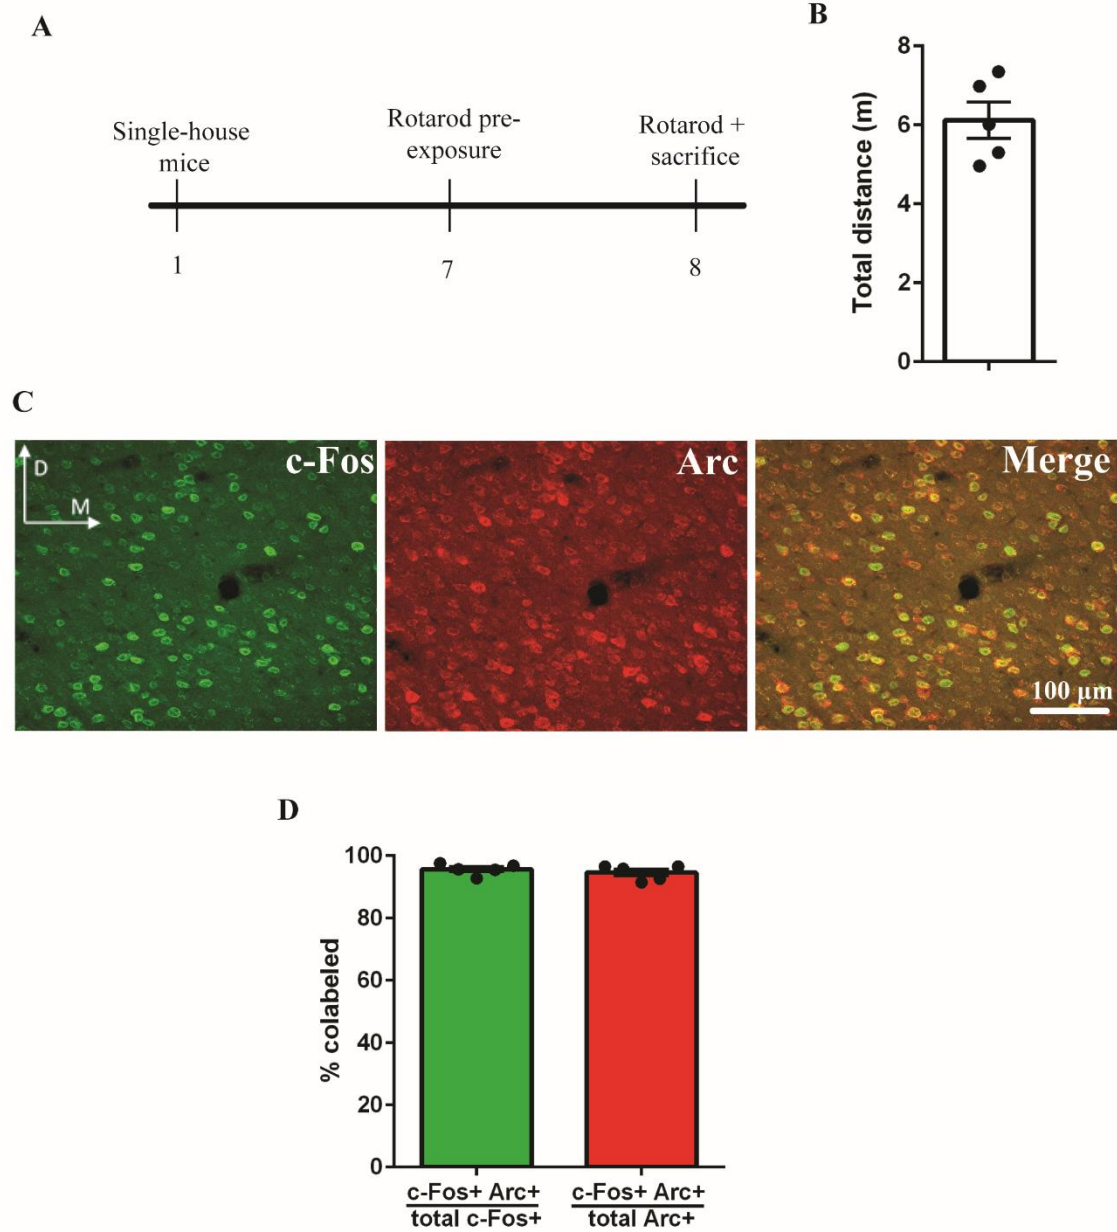 A
Single-house
mice
Rotarod pre-
exposure
Rotarod +
sacrifice
1
7
8
B
Total distance (m)
8
6
4
2
0
C
D
M
c-Fos
Arc
Merge
100 µm
D
% colabeled
100
80
60
40
20
0
c-Fos+ Arc+
total c-Fos+
c-Fos+ Arc+
total Arc+